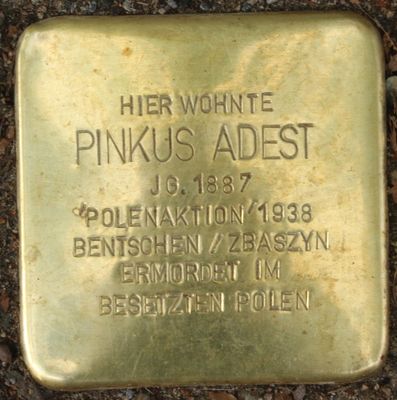 HIER WOHNTE
PINKUS ADEST
JG. 1887
"POLENAKTION" 1938
BENTSCHEN / ZBASZYN
ERMORDET IM
BESETZTEN POLEN